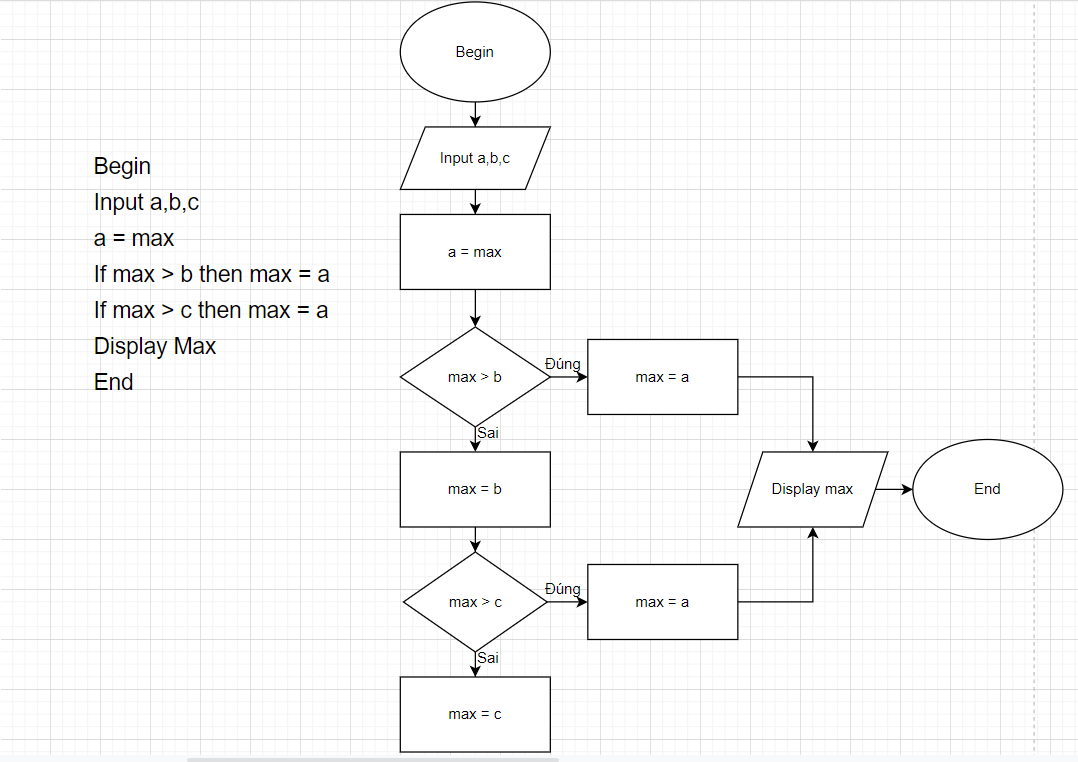 Begin
Input a,b,c
a = max
If max > b then max = a
If max > c then max = a
Display Max
End
Begin
Input a,b,c
a = max
max > b
Đúng
max = a
Sai
max = b
Display max
End
max > c
Đúng
max = a
Sai
max = c